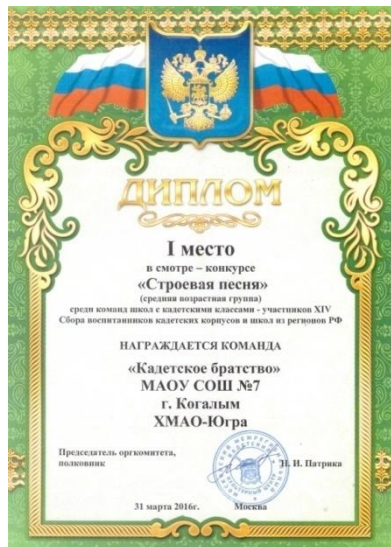 ДИПЛОМ
I место
в смотре – конкурсе
«Строевая песня»
(средняя возрастная группа)
среди команд школ с кадетскими классами - участников XIV
Сбора воспитанников кадетских корпусов и школ из регионов РФ
НАГРАЖДАЕТСЯ КОМАНДА
«Кадетское братство»
МАОУ СОШ №7
г. Когалым
ХМАО-Югра
Председатель оргкомитета,
полковник Н. И. Патрика
31 марта 2016г. Москва